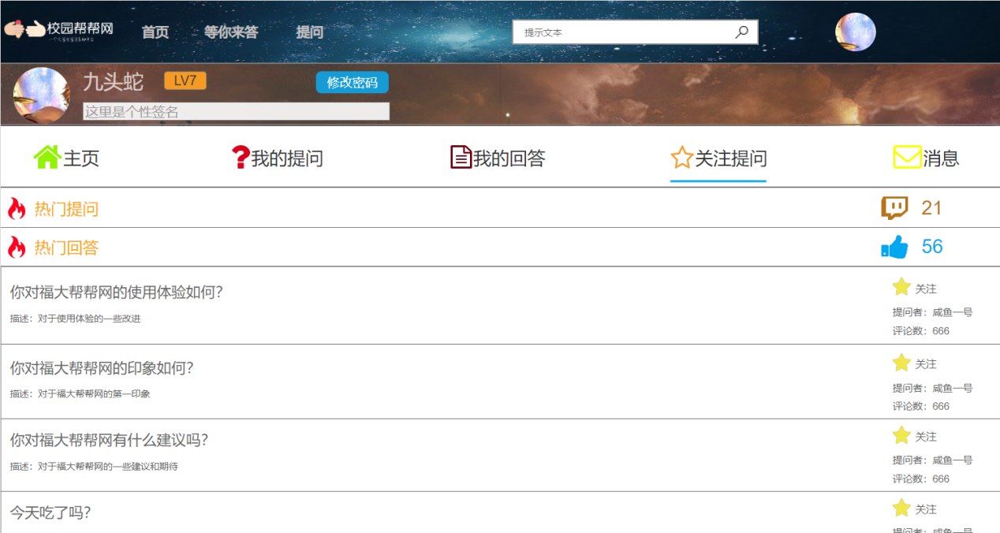 校园帮帮网
首页 等你来答 提问
提示文本
九头蛇 LV7 修改密码
这里是个性签名
主页 我的提问 我的回答 关注提问 消息
热门提问 21
热门回答 56
你对福大帮帮网的使用体验如何?
关注
描述：对于使用体验的一些改进
提问者：咸鱼一号
评论数：666
你对福大帮帮网的印象如何?
关注
描述：对于福大帮帮网的第一印象
提问者：咸鱼一号
评论数：666
你对福大帮帮网有什么建议吗?
关注
描述：对于福大帮帮网的一些建议和期待
提问者：咸鱼一号
评论数：666
今天吃了吗?
关注